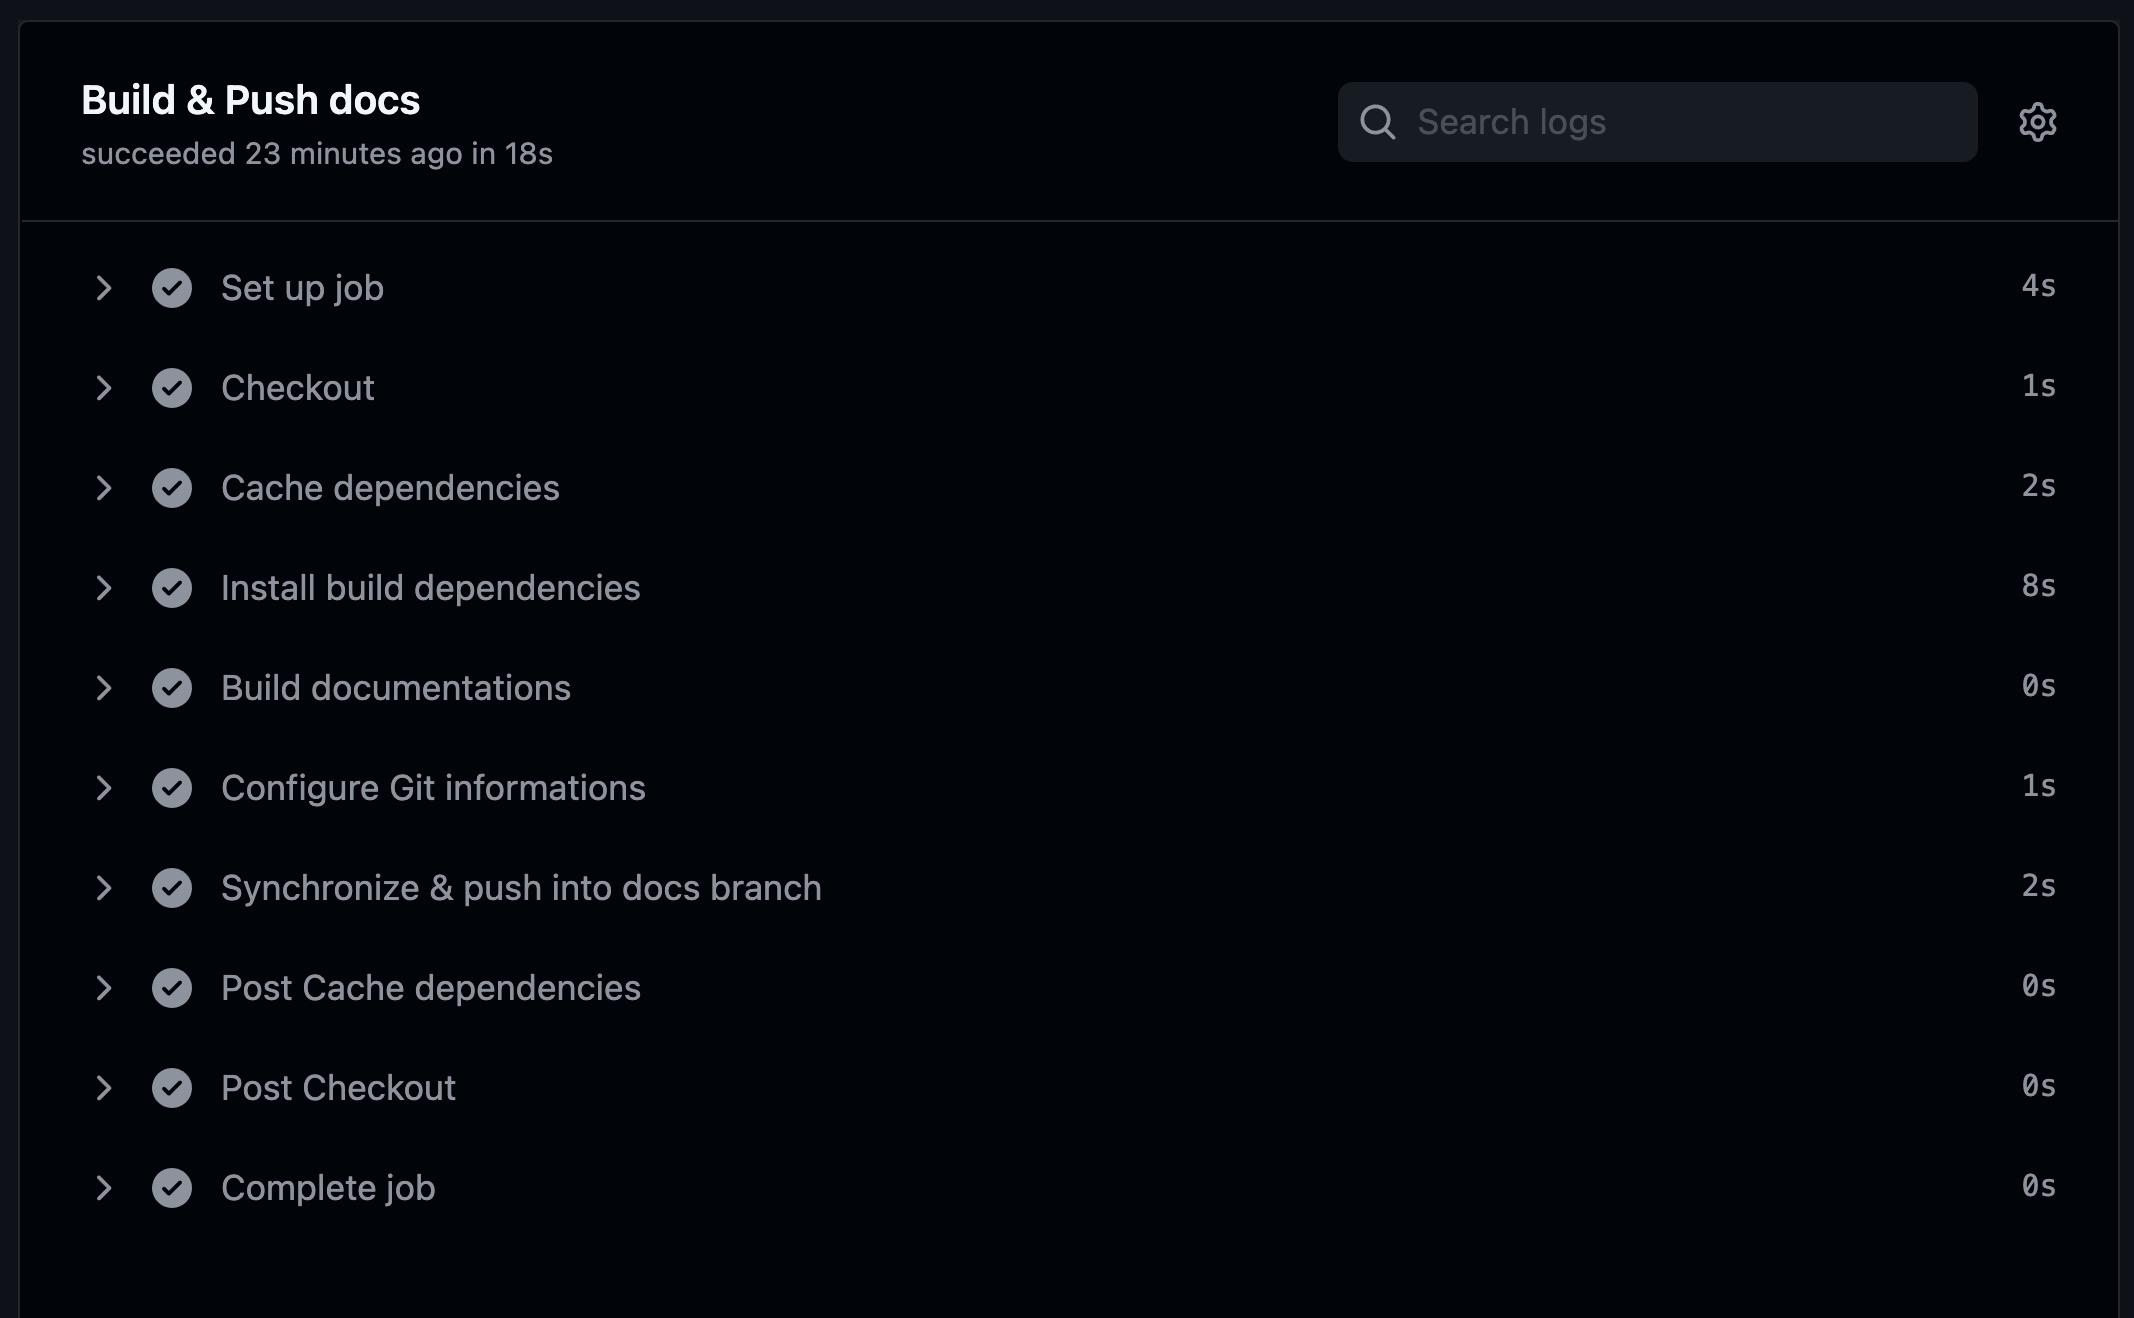 Build & Push docs
succeeded 23 minutes ago in 18s
Search logs
Set up job 4s
Checkout 1s
Cache dependencies 2s
Install build dependencies 8s
Build documentations 0s
Configure Git informations 1s
Synchronize & push into docs branch 2s
Post Cache dependencies 0s
Post Checkout 0s
Complete job 0s